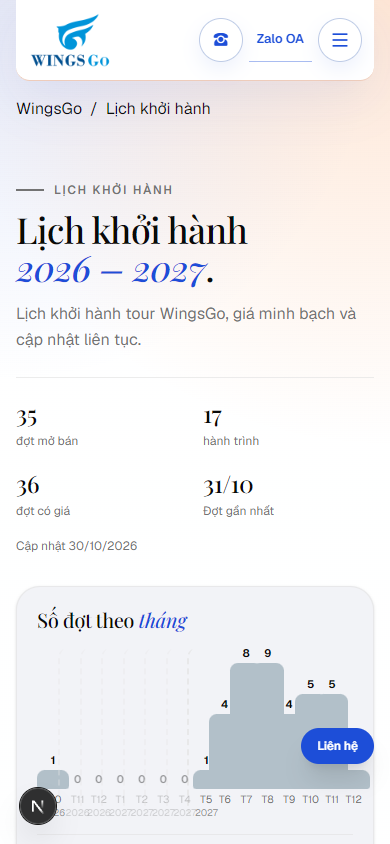 WINGS Go
Zalo OA
WingsGo / Lịch khởi hành
LỊCH KHỞI HÀNH
Lịch khởi hành
2026 – 2027.
Lịch khởi hành tour WingsGo, giá minh bạch và
cập nhật liên tục.
35
đợt mở bán
17
hành trình
36
đợt có giá
31/10
Đợt gần nhất
Cập nhật 30/10/2026
Số đợt theo tháng
8 9
5 5
4 4
1 0 0 0 0 0 0 1
T11 T12 T1 T2 T3 T4 T5 T6 T7 T8 T9 T10 T11 T12
2027
Liên hệ
N